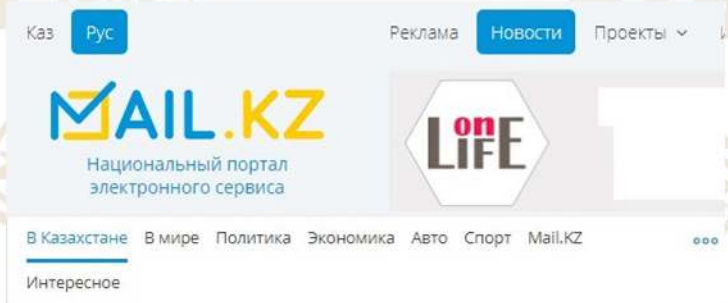 Каз Рус Реклама Новости Проекты
MAIL.KZ
Национальный портал
электронного сервиса
on
LIFE
В Казахстане В мире Политика Экономика Авто Спорт Mail.KZ
Интересное